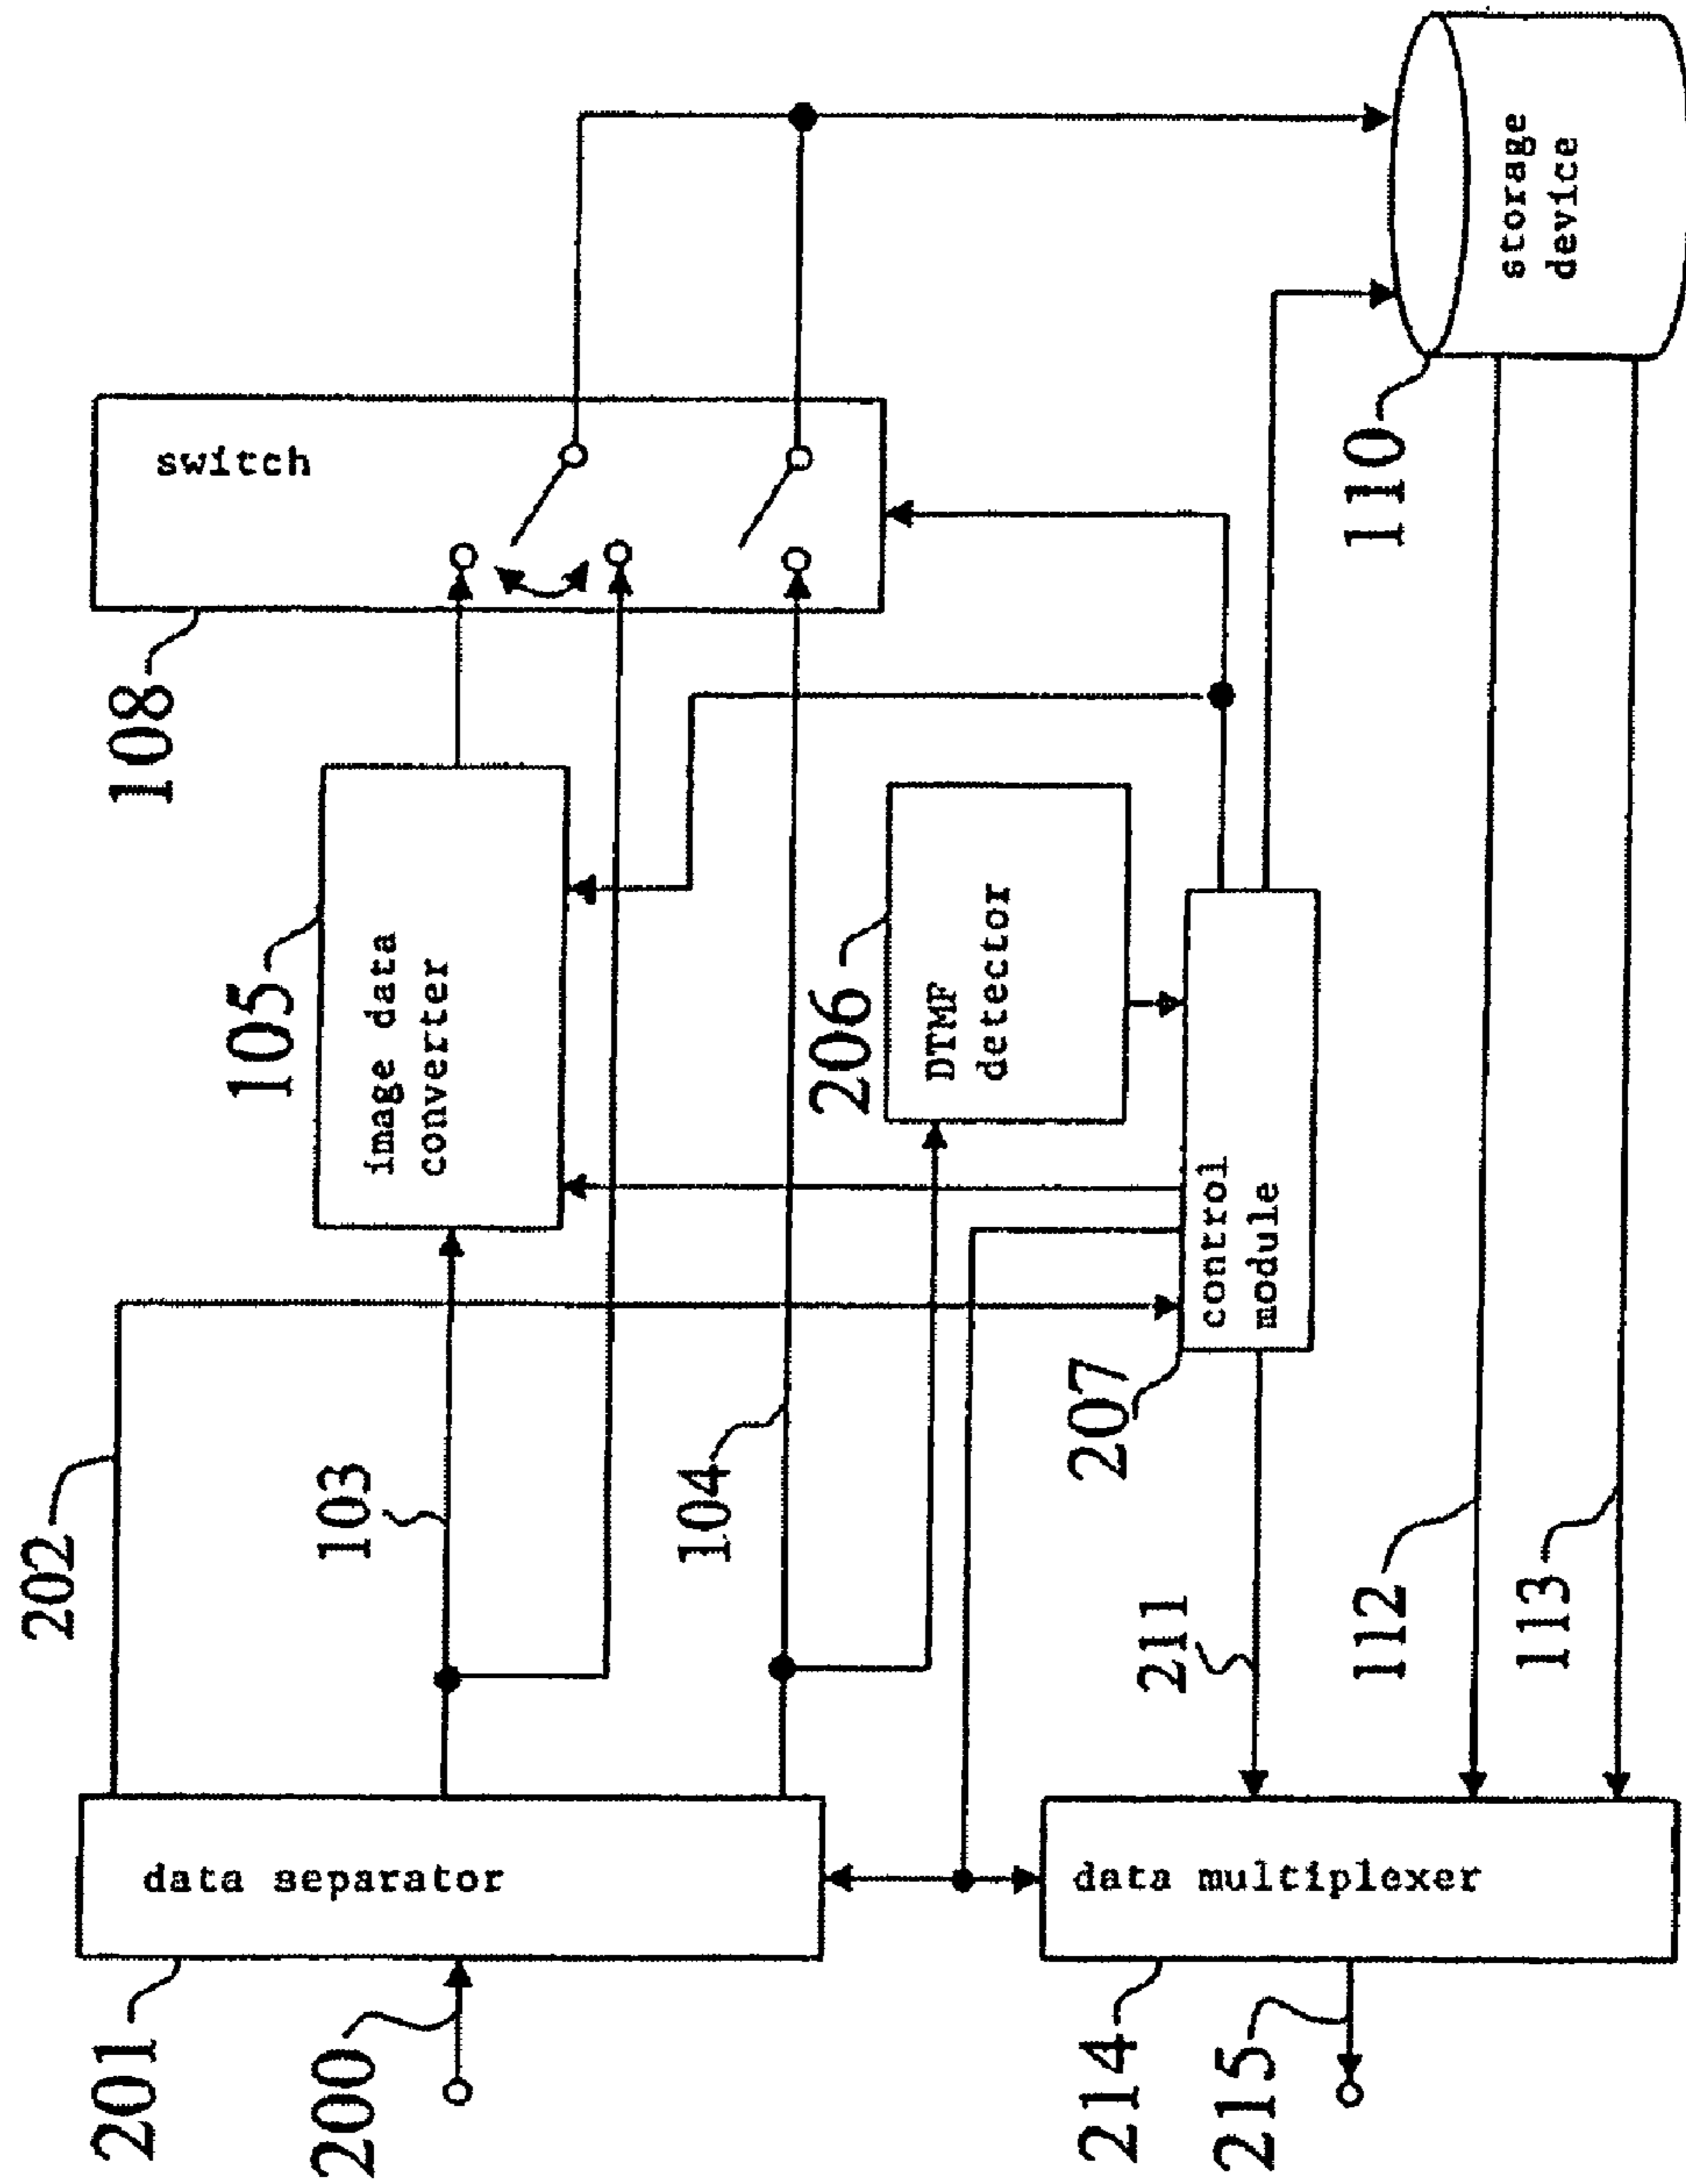 switch
108
storage
device
110
105
image data
converter
206
DTMF
detector
202
103
104
207
control
module
211
112
113
data separator
data multiplexer
201
200
214
215